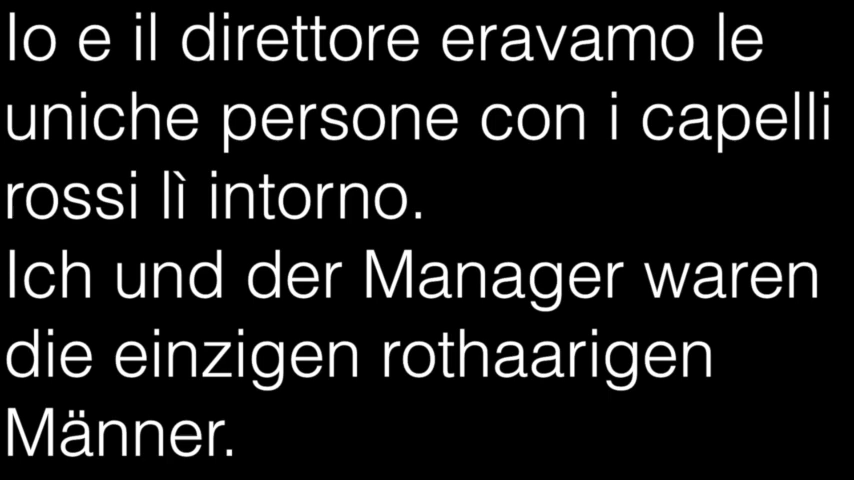 Io e il direttore eravamo le
uniche persone con i capelli
rossi lì intorno.
Ich und der Manager waren
die einzigen rothaarigen
Männer.